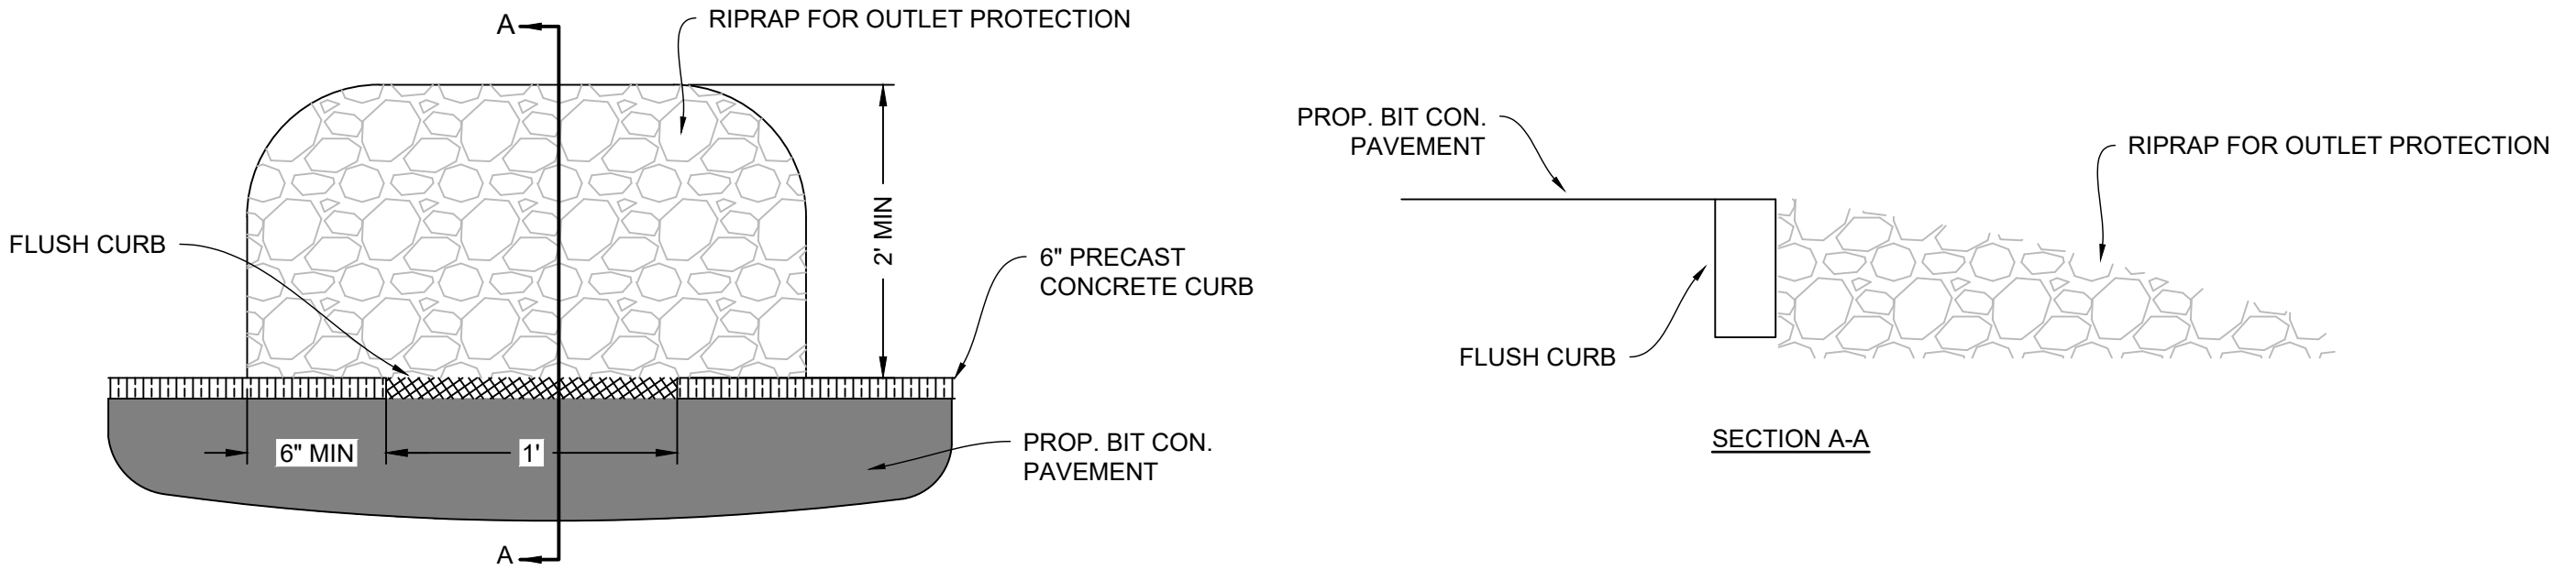 A
RIPRAP FOR OUTLET PROTECTION
FLUSH CURB
2' MIN
6" PRECAST
CONCRETE CURB
6" MIN
1'
PROP. BIT CON.
PAVEMENT
A
PROP. BIT CON.
PAVEMENT
RIPRAP FOR OUTLET PROTECTION
FLUSH CURB
SECTION A-A